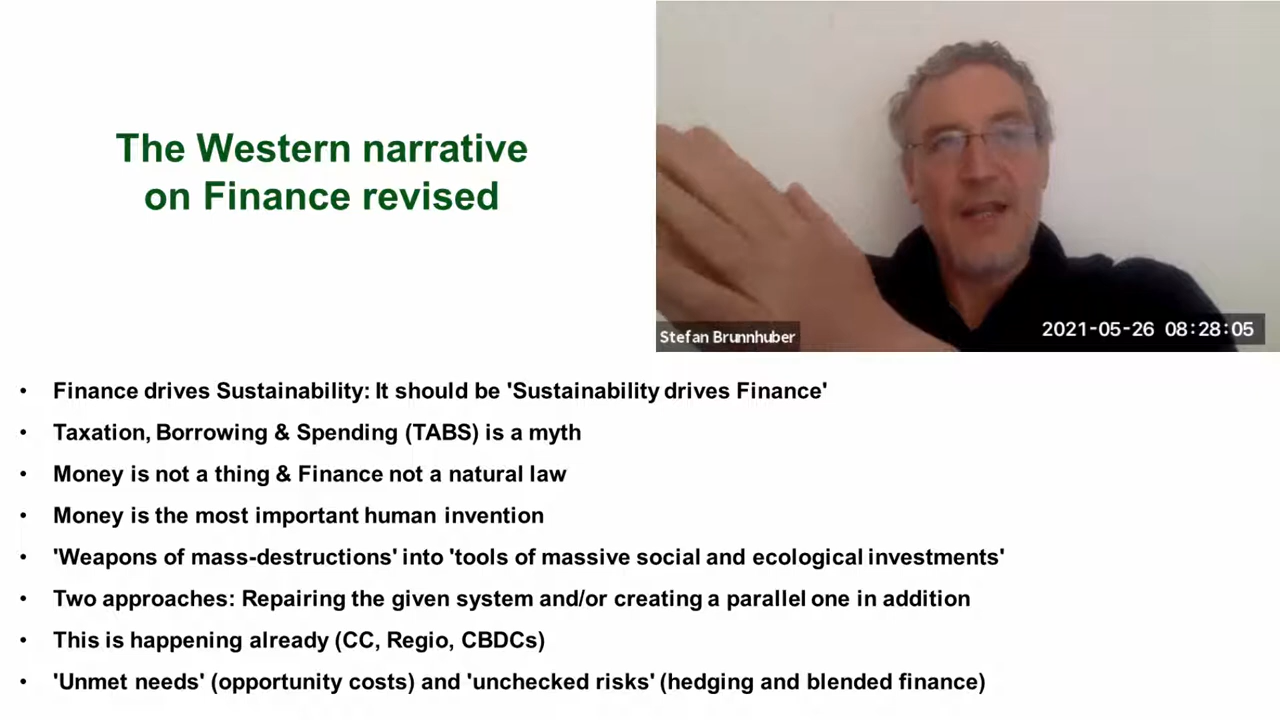 The Western narrative
on Finance revised
Stefan Brunnhuber
2021-05-26 08:28:05
• Finance drives Sustainability: It should be 'Sustainability drives Finance'
• Taxation, Borrowing & Spending (TABS) is a myth
• Money is not a thing & Finance not a natural law
• Money is the most important human invention
• 'Weapons of mass-destructions' into 'tools of massive social and ecological investments'
• Two approaches: Repairing the given system and/or creating a parallel one in addition
• This is happening already (CC, Regio, CBDCs)
• 'Unmet needs' (opportunity costs) and 'unchecked risks' (hedging and blended finance)